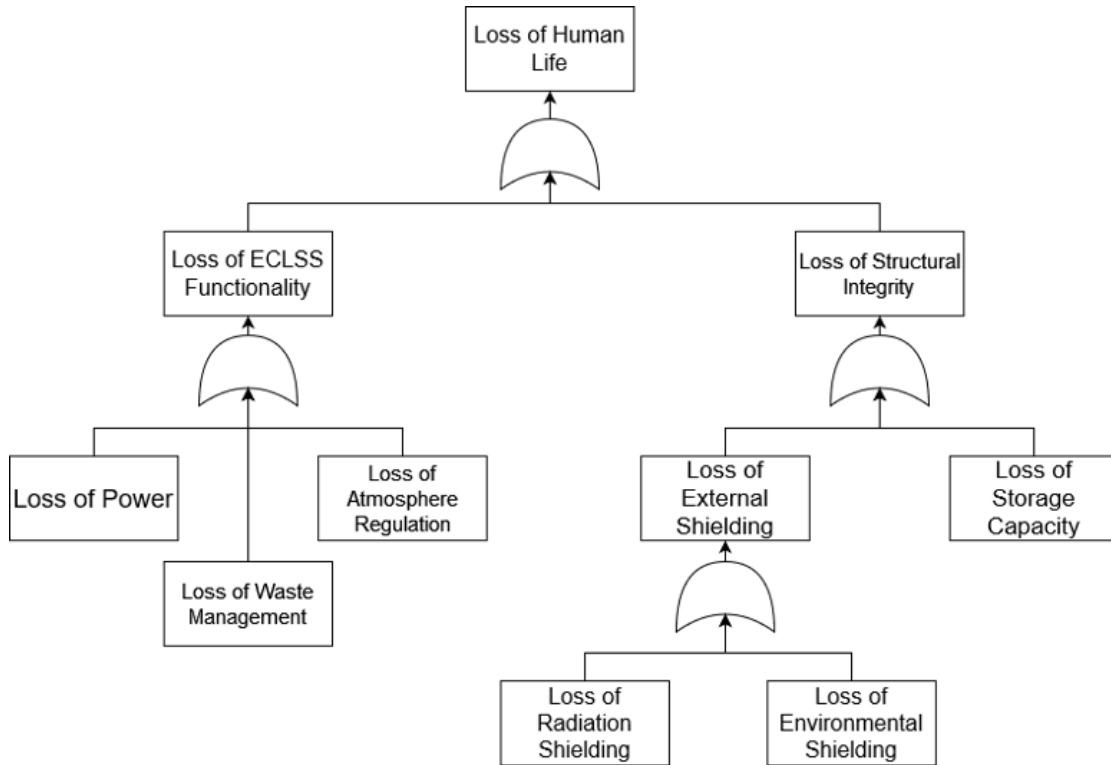 Loss of Human
Life
Loss of ECLSS
Functionality
Loss of Structural
Integrity
Loss of Power
Loss of
Atmosphere
Regulation
Loss of
External
Shielding
Loss of
Storage
Capacity
Loss of Waste
Management
Loss of
Radiation
Shielding
Loss of
Environmental
Shielding